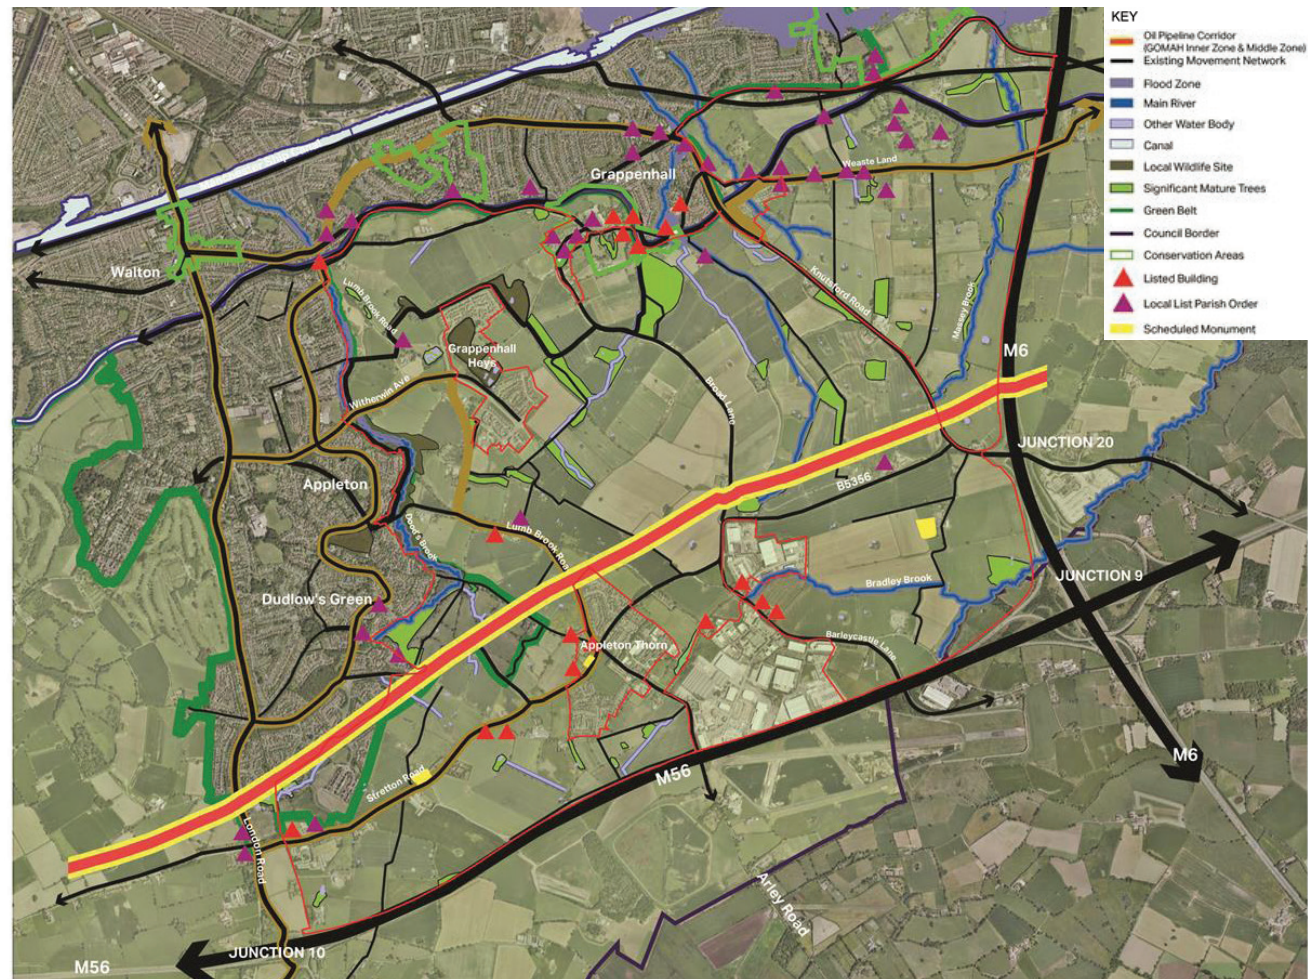 KEY
Oil Pipeline Corridor
(GOMAH Inner Zone & Middle Zone)
Existing Movement Network
Flood Zone
Main River
Other Water Body
Canal
Local Wildlife Site
Significant Mature Trees
Green Belt
Council Border
Conservation Areas
Listed Building
Local List Parish Order
Scheduled Monument
Weaste Land
Grappenhall
Walton
Lumb Brook Road
Knutsford Road
Massey Brook
M6
Grappenhall
Heys
Witherwin Ave
Broad Lane
JUNCTION 20
Appleton
B5356
Dood's Brook
Lumb Brook Roa
JUNCTION 9
Bradley Brook
Dudlow's Green
Appleton Thorn
Barleycastle Lane
M6
M56
Stretton Road
London Road
Arley Road
JUNCTION 10
M56